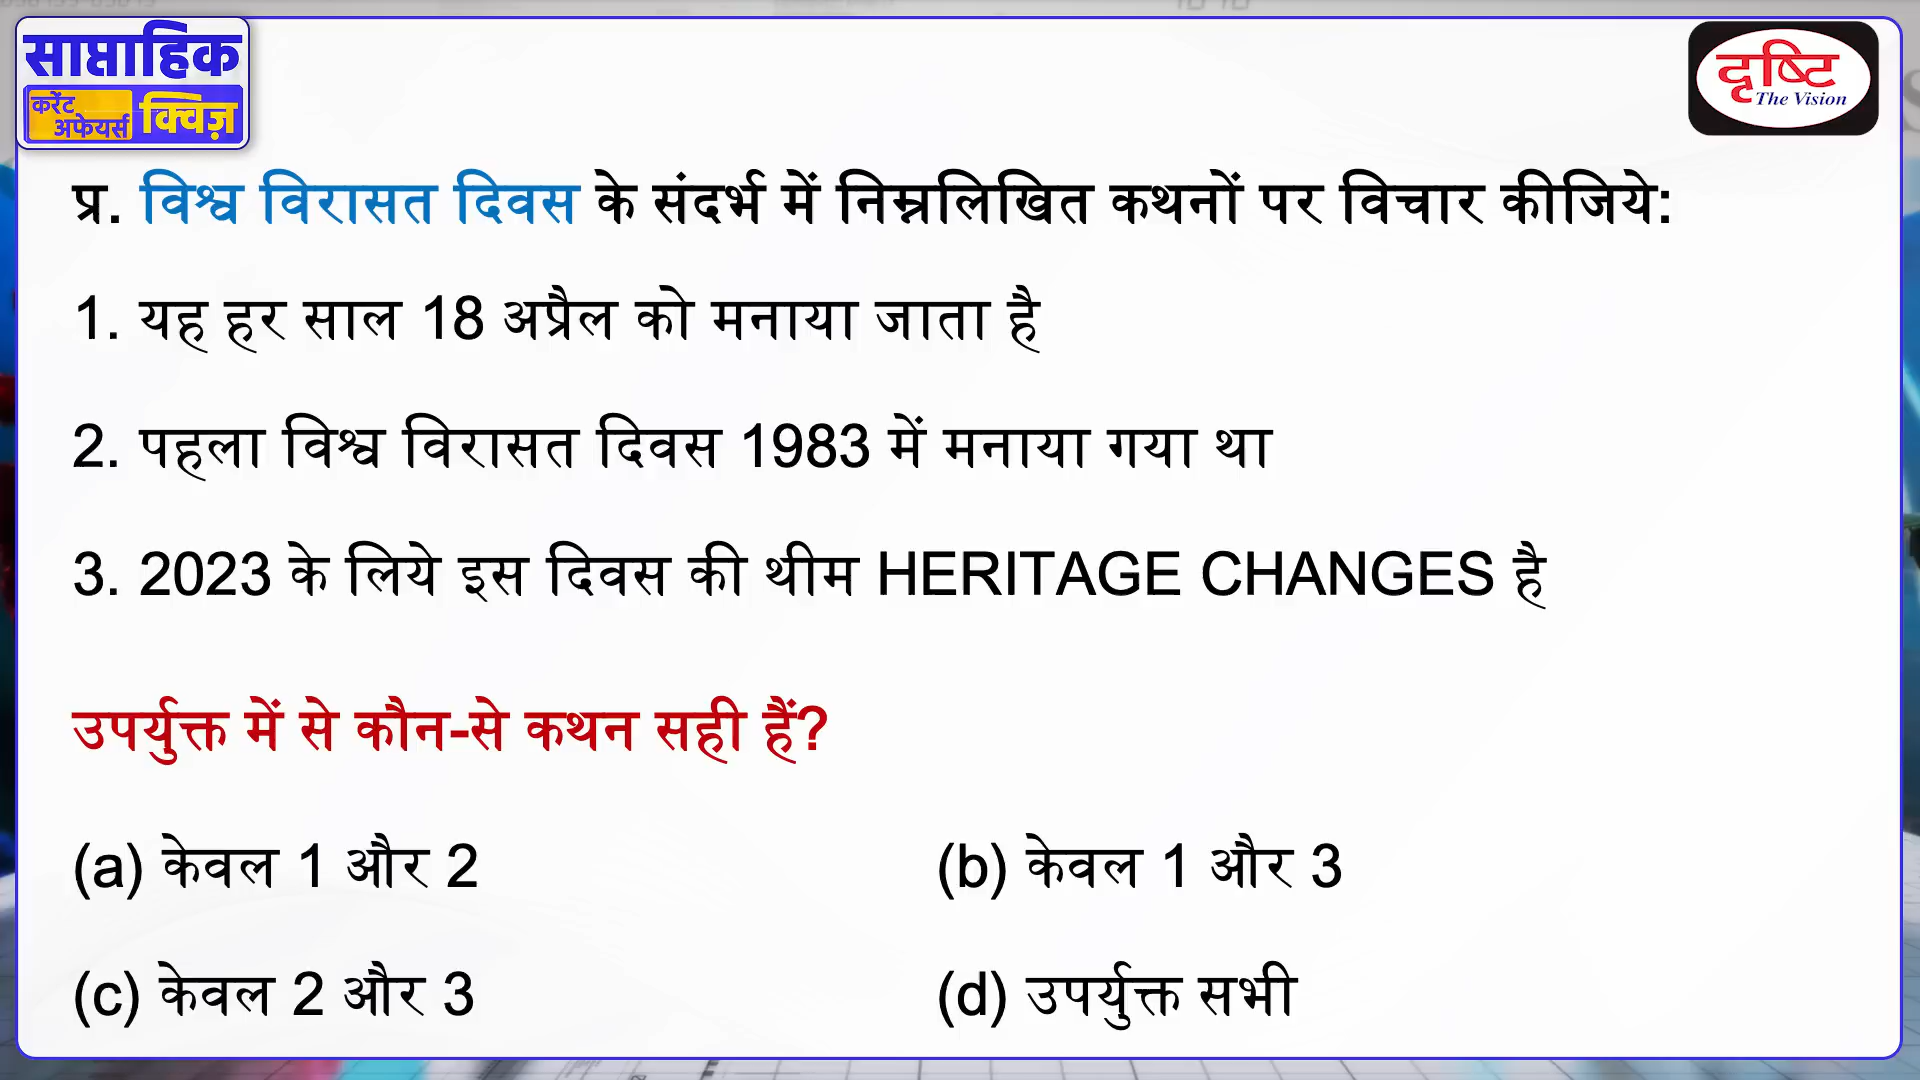 साप्ताहिक
करेंट
अफेयर्स क्विज़
दृष्टि
The Vision
प्र. विश्व विरासत दिवस के संदर्भ में निम्नलिखित कथनों पर विचार कीजिये:
1. यह हर साल 18 अप्रैल को मनाया जाता है
2. पहला विश्व विरासत दिवस 1983 में मनाया गया था
3. 2023 के लिये इस दिवस की थीम HERITAGE CHANGES है
उपर्युक्त में से कौन-से कथन सही हैं?
(a) केवल 1 और 2
(b) केवल 1 और 3
(c) केवल 2 और 3
(d) उपर्युक्त सभी